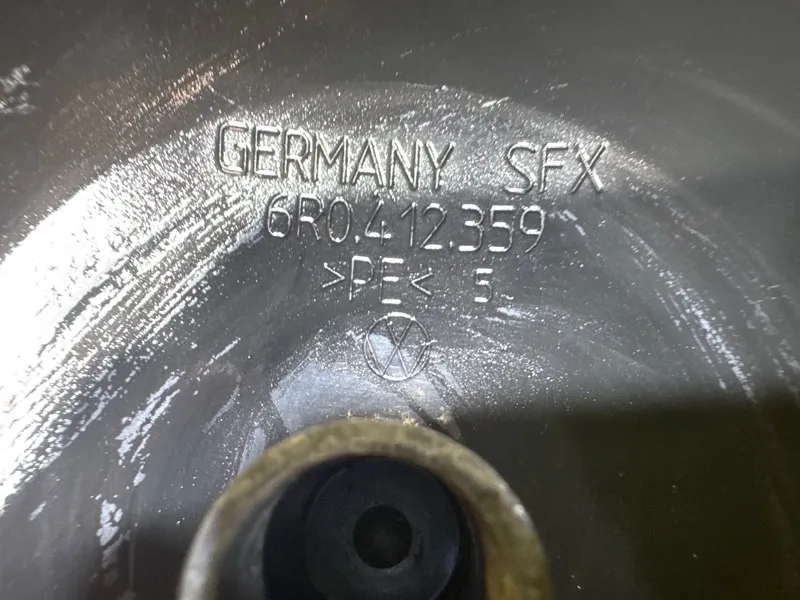 GERMANY SFX
6R0.412.359
>PE< 5